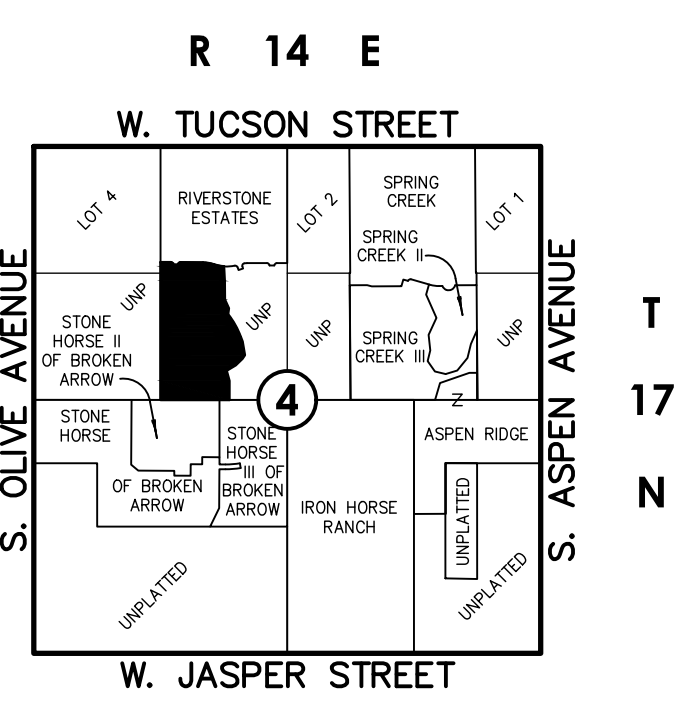 R 14 E
W. TUCSON STREET
LOT 4
RIVERSTONE
ESTATES
LOT 2
SPRING
CREEK
LOT 1
SPRING
CREEK II
S. OLIVE AVENUE
S. ASPEN AVENUE
T
17
N
UNP
UNP
UNP
SPRING
CREEK III
UNP
STONE
HORSE II
OF BROKEN
ARROW
4
Z
STONE
HORSE
STONE
HORSE
III OF
BROKEN
ARROW
ASPEN RIDGE
OF BROKEN
ARROW
IRON HORSE
RANCH
UNPLATTED
UNPLATTED
UNPLATTED
W. JASPER STREET